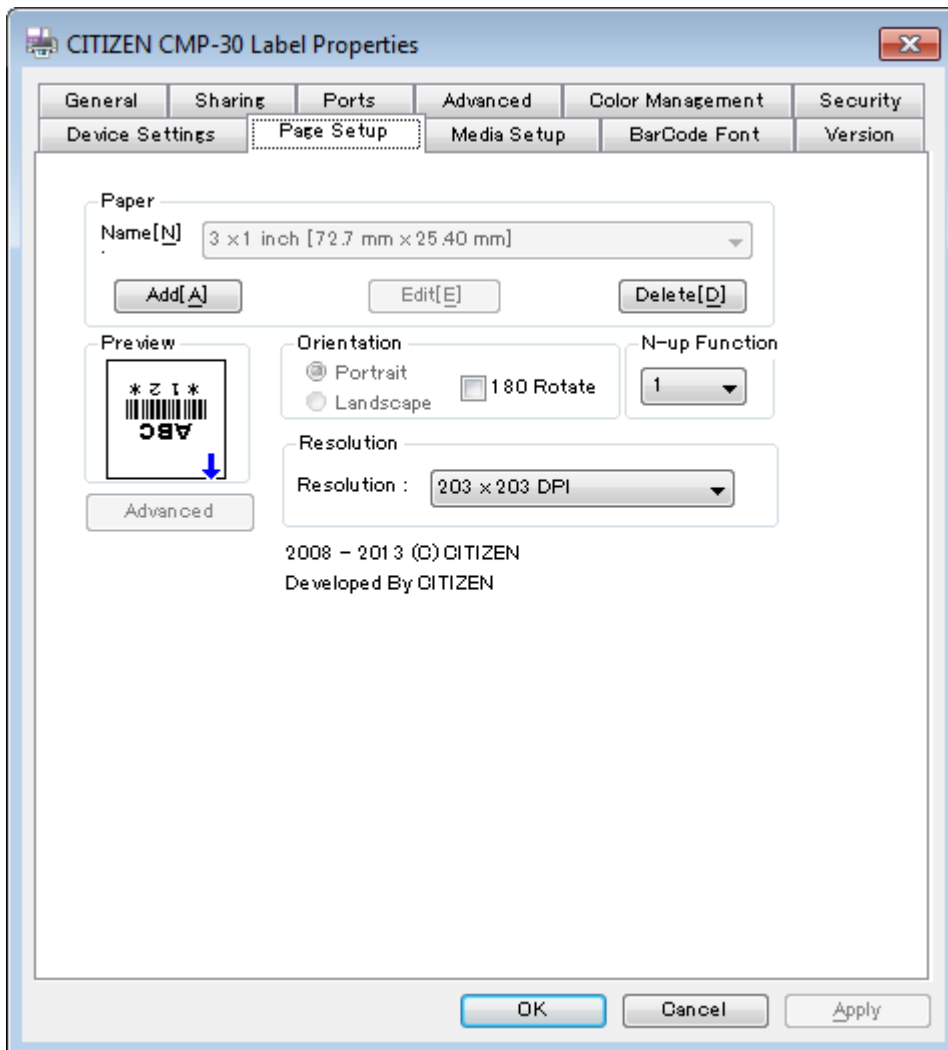 CITIZEN CMP-30 Label Properties
General Sharing Ports Advanced Color Management Security
Device Settings Page Setup Media Setup BarCode Font Version
Paper
Name[N] 3 x1 inch [72.7 mm x 25.40 mm]
:
Add[A] Edit[E] Delete[D]
Preview Orientation N-up Function
Portrait 180 Rotate 1
Landscape
*12*
ABC
Resolution
Resolution : 203 x 203 DPI
Advanced
2008 - 2013 (C) CITIZEN
Developed By CITIZEN
OK Cancel Apply